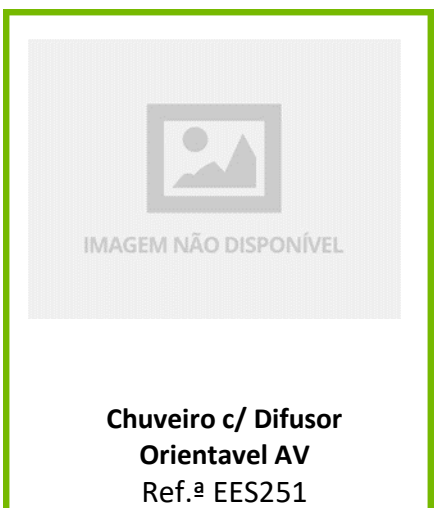 IMAGEM NÃO DISPONÍVEL
Chuveiro c/ Difusor
Orientavel AV
Ref.ª EES251